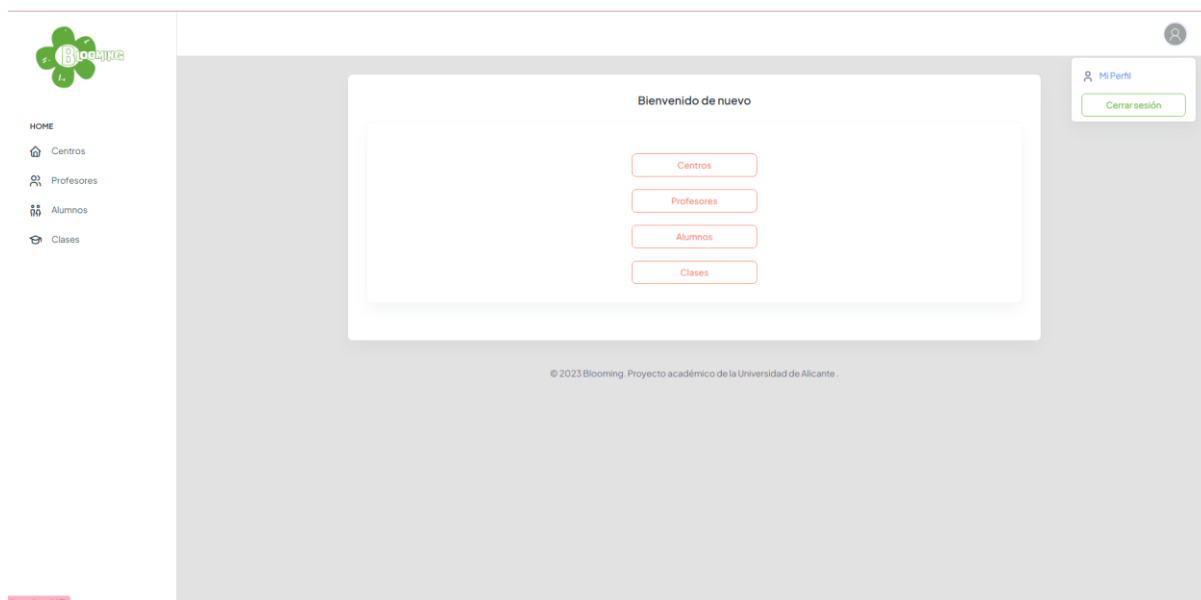 BLOOMING
HOME
Centros
Profesores
Alumnos
Clases
Mi Perfil
Cerrar sesión
Bienvenido de nuevo
Centros
Profesores
Alumnos
Clases
© 2023 Blooming. Proyecto académico de la Universidad de Alicante .